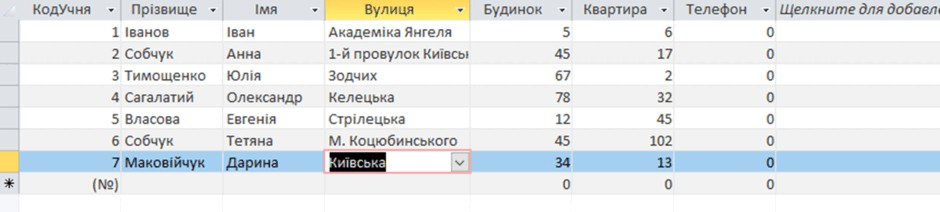 КодУчня Прізвище Імя Вулиця Будинок Квартира Телефон Щелкните для добавле
1 Іванов Іван Академіка Янгеля 5 6 0
2 Собчук Анна 1-й провулок Київськ 45 17 0
3 Тимощенко Юлія Зодчих 67 2 0
4 Сагалатий Олександр Келецька 78 32 0
5 Власова Евгенія Стрілецька 12 45 0
6 Собчук Тетяна М. Коцюбинського 45 102 0
7 Маковійчук Дарина Київська 34 13 0
(№) 0 0 0